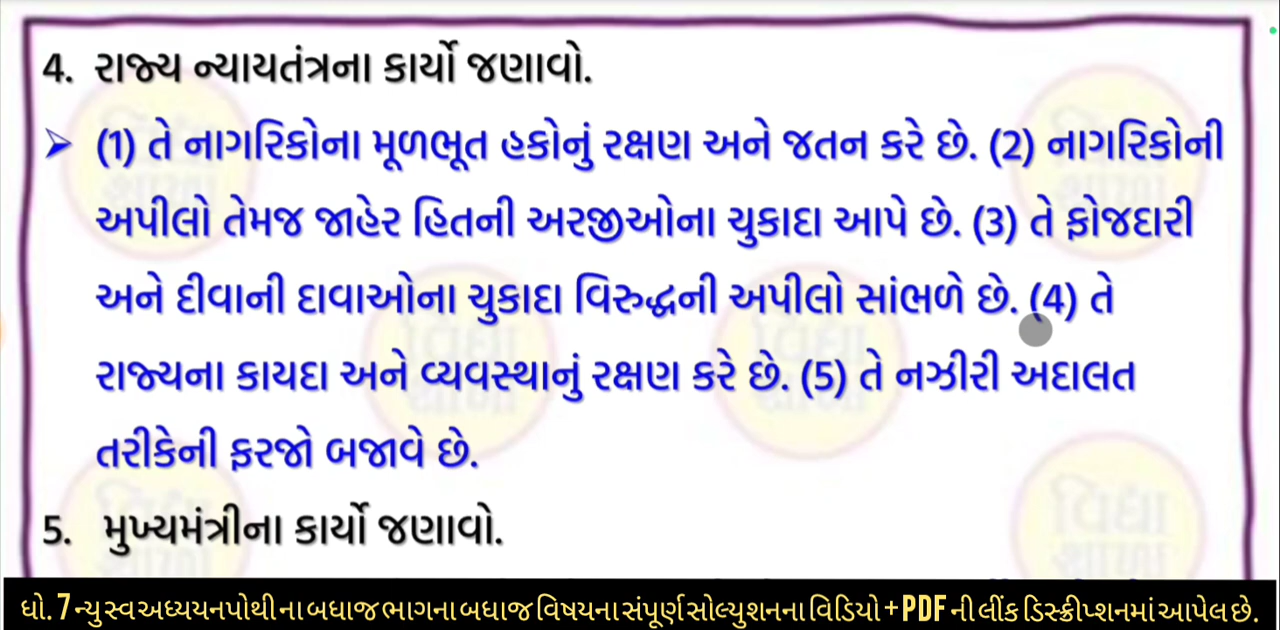 4. રાજ્ય ન્યાયતંત્રના કાર્યો જણાવો.
➢ (1) તે નાગરિકોના મૂળભૂત હકોનું રક્ષણ અને જતન કરે છે. (2) નાગરિકોની
અપીલો તેમજ જાહેર હિતની અરજીઓના ચુકાદા આપે છે. (3) તે ફોજદારી
અને દીવાની દાવાઓના ચુકાદા વિરુદ્ધની અપીલો સાંભળે છે. (4) તે
રાજ્યના કાયદા અને વ્યવસ્થાનું રક્ષણ કરે છે. (5) તે નઝીરી અદાલત
તરીકેની ફરજો બજાવે છે.
5. મુખ્યમંત્રીના કાર્યો જણાવો.
ધો. 7 ન્યુ સ્વઅધ્યયનપોથી ના બધાજ ભાગના બધાજ વિષયના સંપૂર્ણ સોલ્યુશનના વિડિયો + PDF ની લીંક ડિસ્ક્રીપ્શનમાં આપેલ છે.